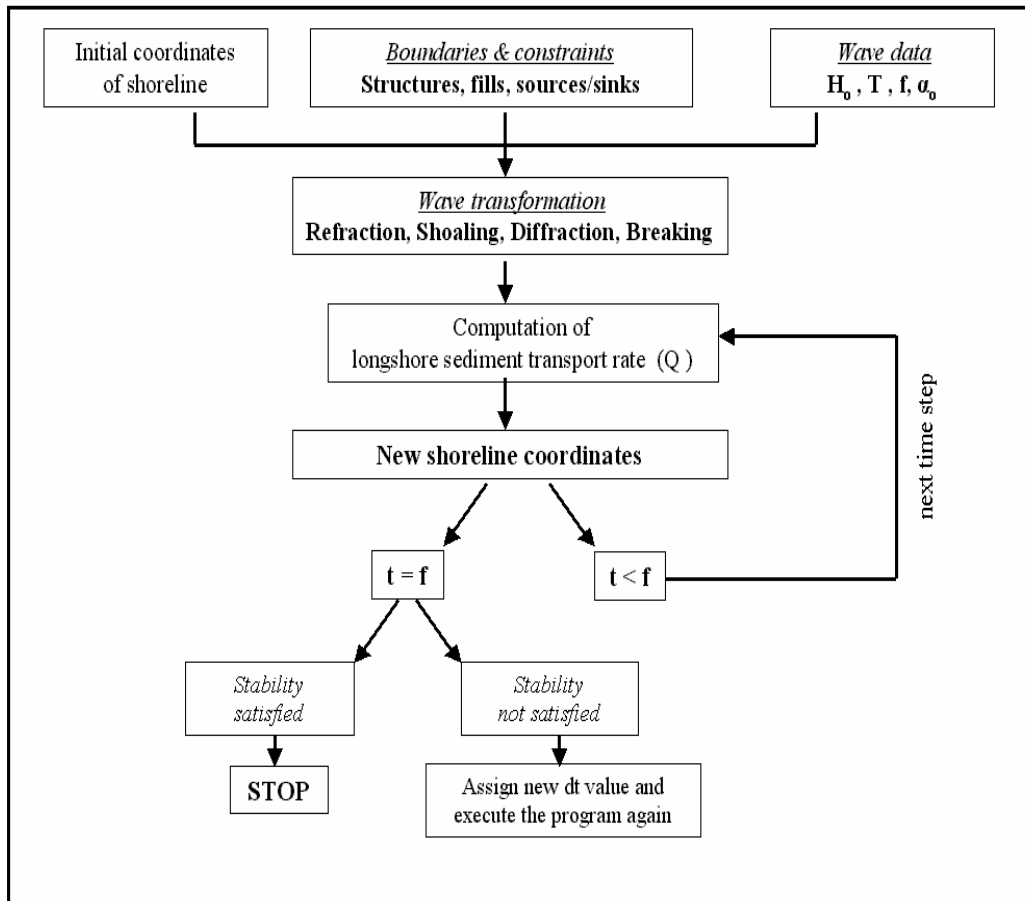 Initial coordinates
of shoreline
Boundaries & constraints
Structures, fills, sources/sinks
Wave data
Hₒ , T , f, αₒ
Wave transformation
Refraction, Shoaling, Diffraction, Breaking
Computation of
longshore sediment transport rate (Q )
New shoreline coordinates
next time step
t = f
t < f
Stability
satisfied
Stability
not satisfied
STOP
Assign new dt value and
execute the program again